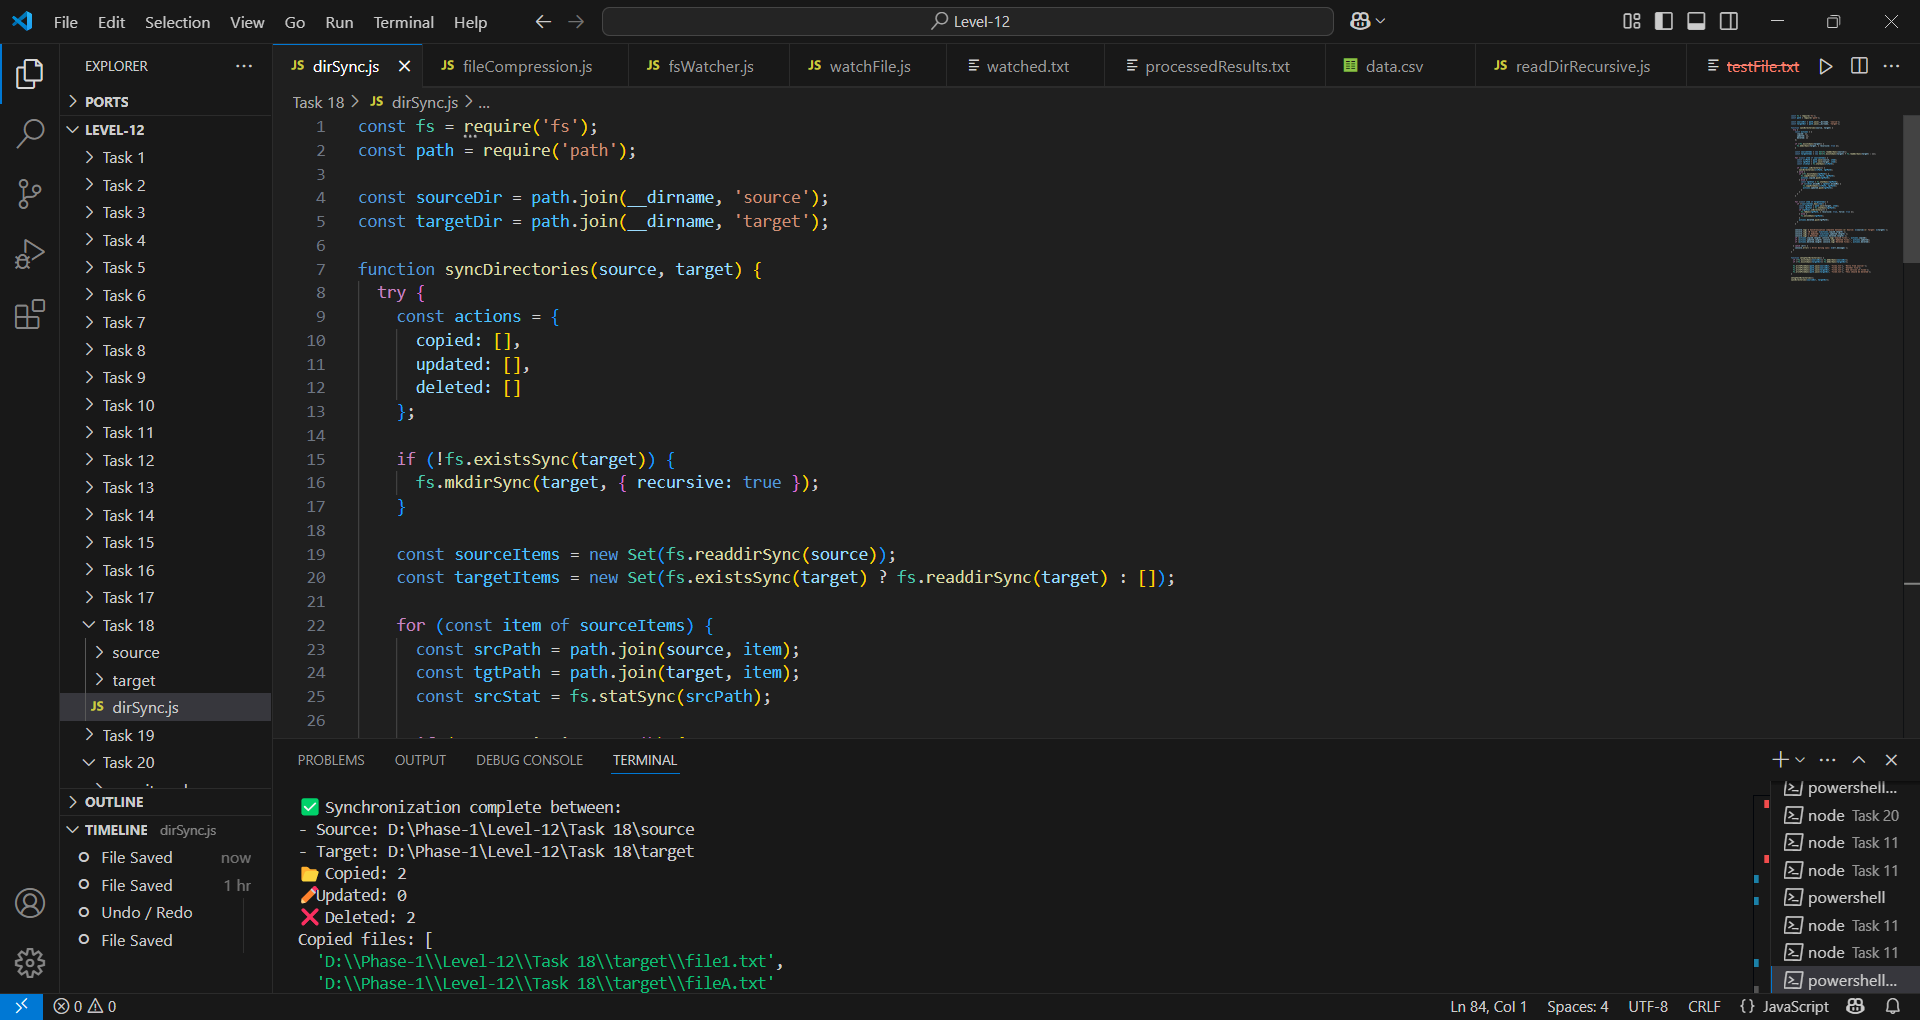 File Edit Selection View Go Run Terminal Help Level-12
EXPLORER
PORTS
LEVEL-12
Task 1
Task 2
Task 3
Task 4
Task 5
Task 6
Task 7
Task 8
Task 9
Task 10
Task 11
Task 12
Task 13
Task 14
Task 15
Task 16
Task 17
Task 18
source
target
JS dirSync.js
Task 19
Task 20
OUTLINE
TIMELINE dirSync.js
File Saved now
File Saved 1 hr
Undo / Redo
File Saved
JS dirSync.js JS fileCompression.js JS fsWatcher.js JS watchFile.js watched.txt processedResults.txt data.csv JS readDirRecursive.js testFile.txt
Task 18 > JS dirSync.js > ...
1 const fs = require('fs');
2 const path = require('path');
3
4 const sourceDir = path.join(__dirname, 'source');
5 const targetDir = path.join(__dirname, 'target');
6
7 function syncDirectories(source, target) {
8 try {
9 const actions = {
10 copied: [],
11 updated: [],
12 deleted: []
13 };
14
15 if (!fs.existsSync(target)) {
16 fs.mkdirSync(target, { recursive: true });
17 }
18
19 const sourceItems = new Set(fs.readdirSync(source));
20 const targetItems = new Set(fs.existsSync(target) ? fs.readdirSync(target) : []);
21
22 for (const item of sourceItems) {
23 const srcPath = path.join(source, item);
24 const tgtPath = path.join(target, item);
25 const srcStat = fs.statSync(srcPath);
26
PROBLEMS OUTPUT DEBUG CONSOLE TERMINAL
✅ Synchronization complete between:
- Source: D:\Phase-1\Level-12\Task 18\source
- Target: D:\Phase-1\Level-12\Task 18\target
📂 Copied: 2
✏️Updated: 0
❌ Deleted: 2
Copied files: [
'D:\\Phase-1\\Level-12\\Task 18\\target\\file1.txt',
'D:\\Phase-1\\Level-12\\Task 18\\target\\fileA.txt'
powershell...
node Task 20
node Task 11
node Task 11
powershell
node Task 11
node Task 11
powershell...
0 0 Ln 84, Col 1 Spaces: 4 UTF-8 CRLF {} JavaScript